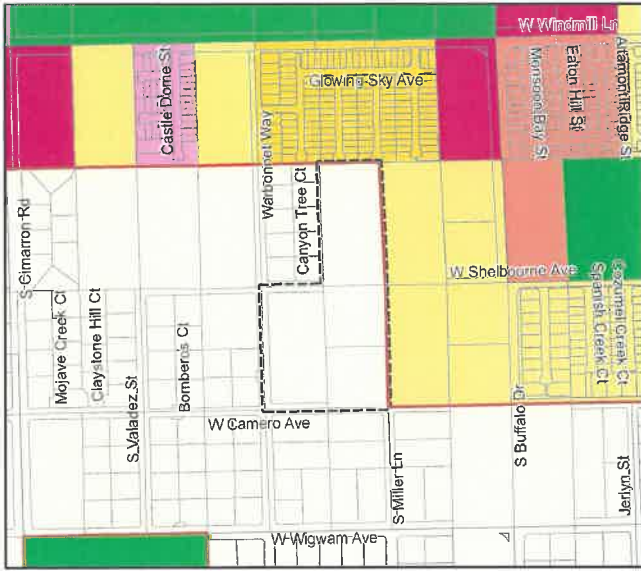 W Windmill Ln
Castle Dome St
Glowing Sky Ave
Monsoon Bay St
Eaton Hill St
Altamont Ridge St
Warbonnet Way
Canyon Tree Ct
S Cimarron Rd
W Shelbourne Ave
Mojave Creek Ct
Claystone Hill Ct
S Valadez St
Bomberos Ct
Spanish Creek Ct
Cozumel Creek Ct
W Camero Ave
S Miller Ln
S Buffalo Dr
Jerlyn St
W Wigwam Ave